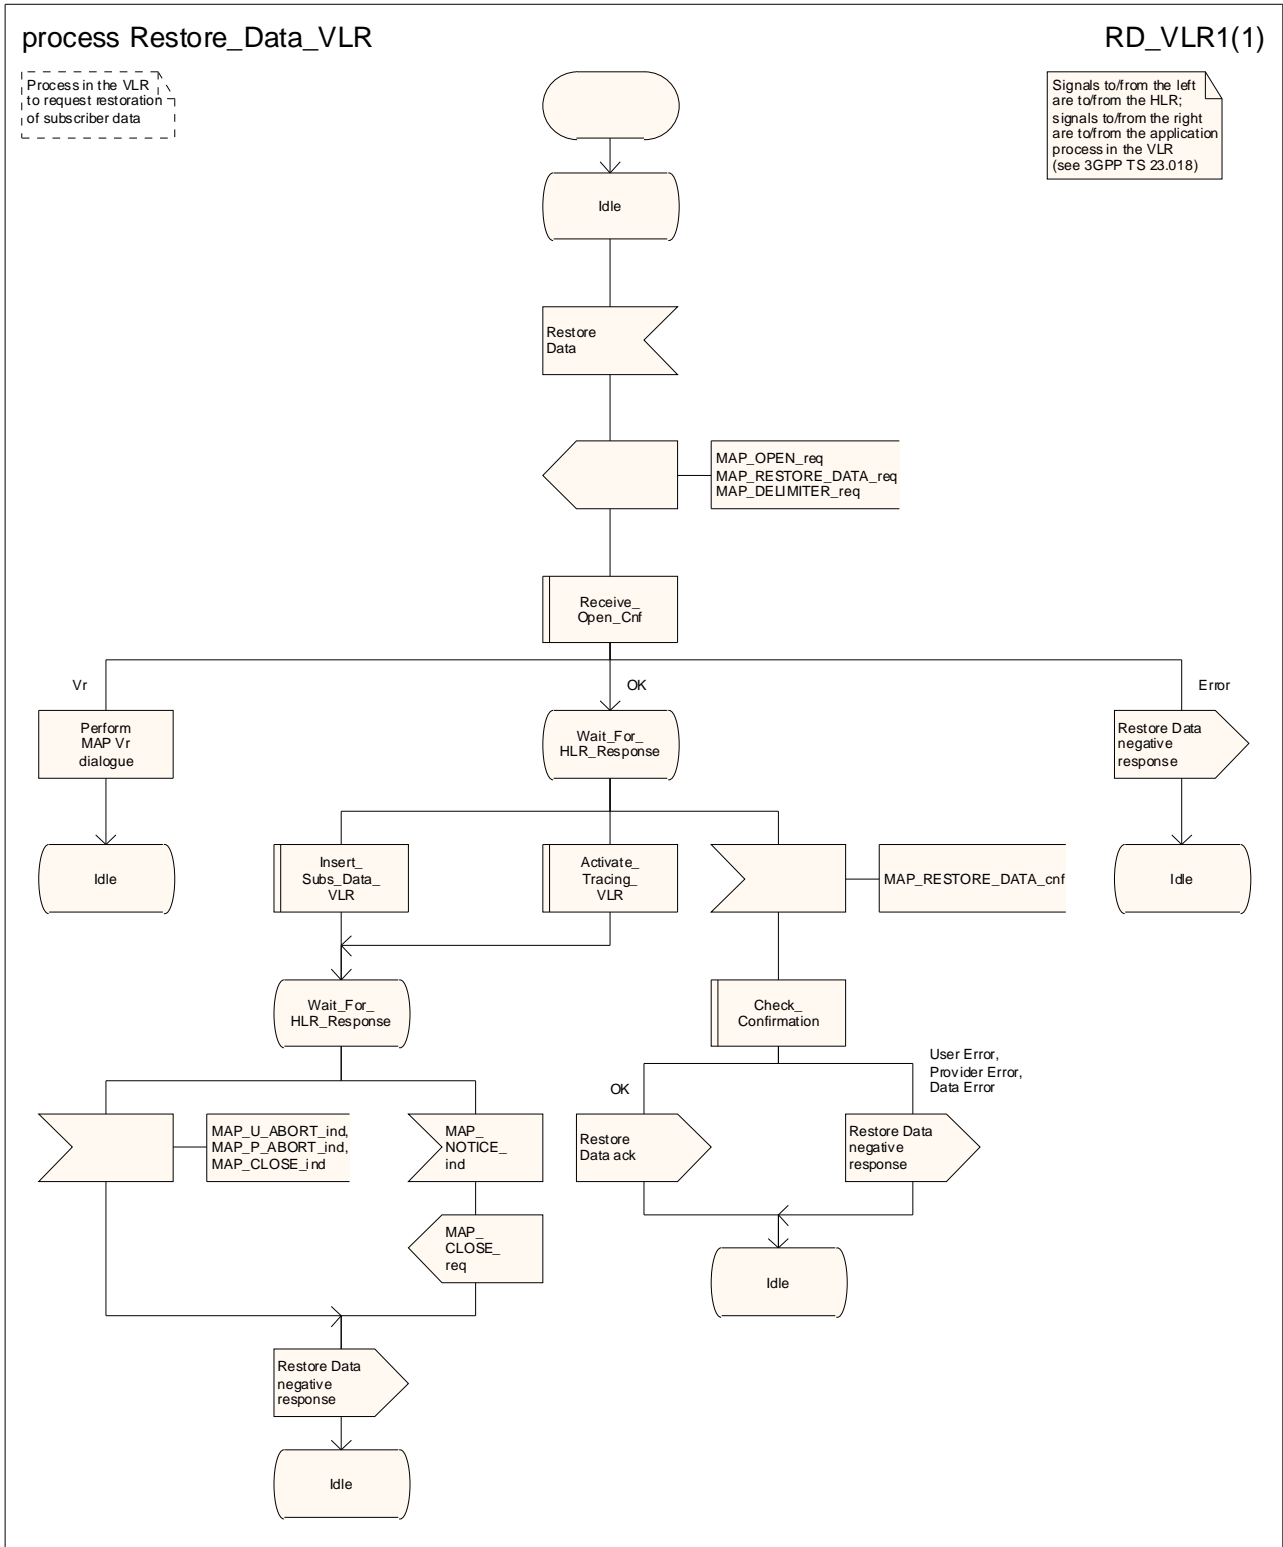 process Restore_Data_VLR
RD_VLR1(1)
Process in the VLR
to request restoration
of subscriber data
Signals to/from the left
are to/from the HLR;
signals to/from the right
are to/from the application
process in the VLR
(see 3GPP TS 23.018)
Idle
Restore
Data
MAP_OPEN_req
MAP_RESTORE_DATA_req
MAP_DELIMITER_req
Receive_
Open_Cnf
Vr
OK
Error
Perform
MAP Vr
dialogue
Wait_For_
HLR_Response
Restore Data
negative
response
Idle
Insert_
Subs_Data_
VLR
Activate_
Tracing_
VLR
MAP_RESTORE_DATA_cnf
Idle
Wait_For_
HLR_Response
Check_
Confirmation
OK
User Error,
Provider Error,
Data Error
MAP_U_ABORT_ind,
MAP_P_ABORT_ind,
MAP_CLOSE_ind
MAP_
NOTICE_
ind
Restore
Data ack
Restore Data
negative
response
MAP_
CLOSE_
req
Idle
Restore Data
negative
response
Idle